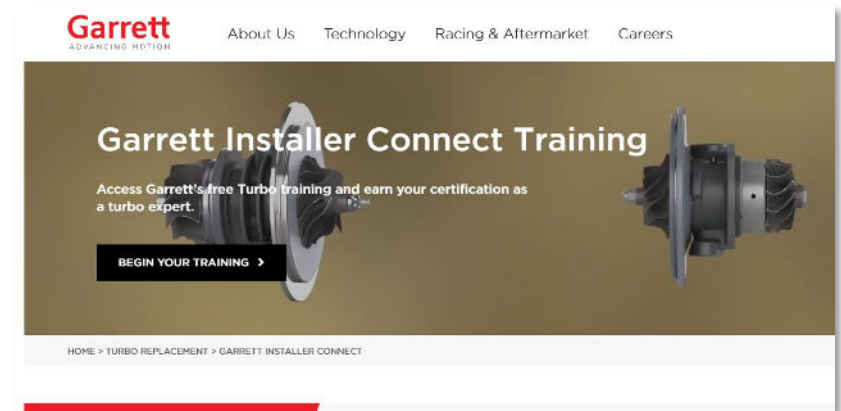 Garrett
ADVANCING MOTION
About Us Technology Racing & Aftermarket Careers
Garrett Installer Connect Training
Access Garrett's free Turbo training and earn your certification as
a turbo expert.
BEGIN YOUR TRAINING >
HOME > TURBO REPLACEMENT > GARRETT INSTALLER CONNECT